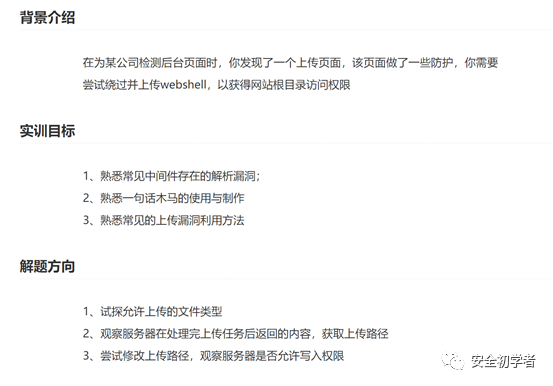 背景介绍
在为某公司检测后台页面时，你发现了一个上传页面，该页面做了一些防护，你需要
尝试绕过并上传webshell，以获得网站根目录访问权限
实训目标
1、熟悉常见中间件存在的解析漏洞；
2、熟悉一句话木马的使用与制作
3、熟悉常见的上传漏洞利用方法
解题方向
1、试探允许上传的文件类型
2、观察服务器在处理完上传任务后返回的内容，获取上传路径
3、尝试修改上传路径，观察服务器是否允许写入权限
安全初学者